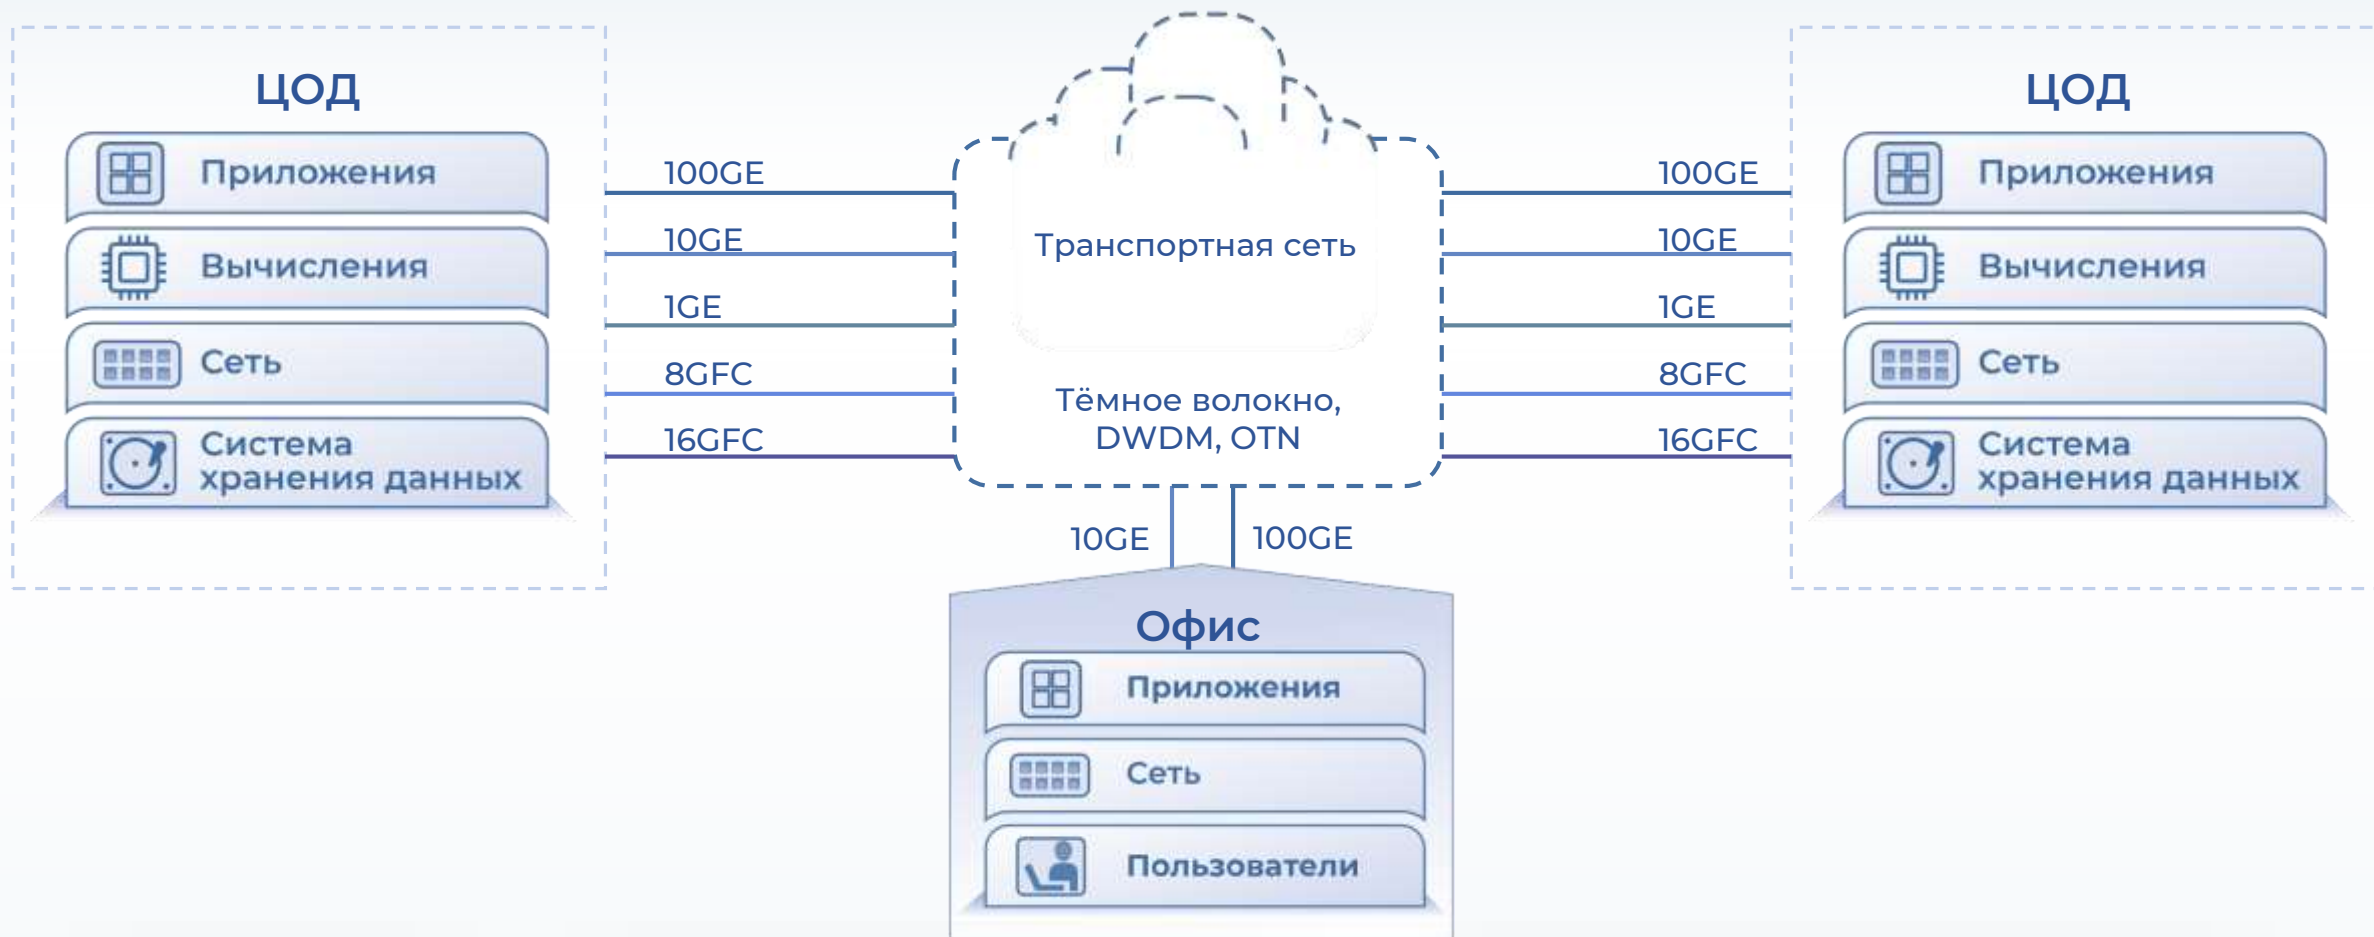 ЦОД
Приложения
Вычисления
Сеть
Система
хранения данных
100GE
10GE
1GE
8GFC
16GFC
Транспортная сеть
Тёмное волокно,
DWDM, OTN
100GE
10GE
1GE
8GFC
16GFC
ЦОД
Приложения
Вычисления
Сеть
Система
хранения данных
10GE
100GE
Офис
Приложения
Сеть
Пользователи